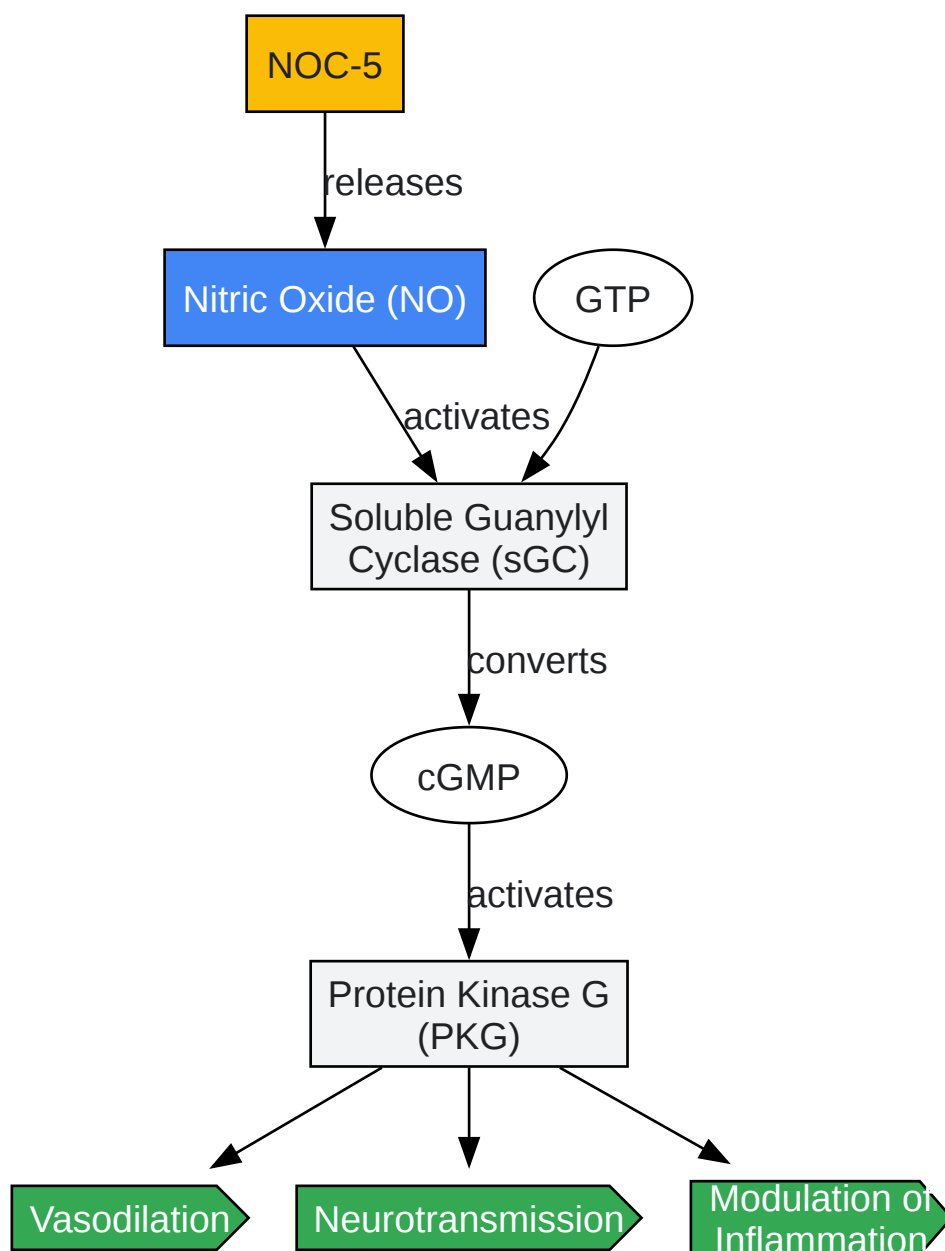 NOC-5
releases
Nitric Oxide (NO)
GTP
activates
Soluble Guanylyl
Cyclase (sGC)
converts
cGMP
activates
Protein Kinase G
(PKG)
Vasodilation
Neurotransmission
Modulation of
Inflammation